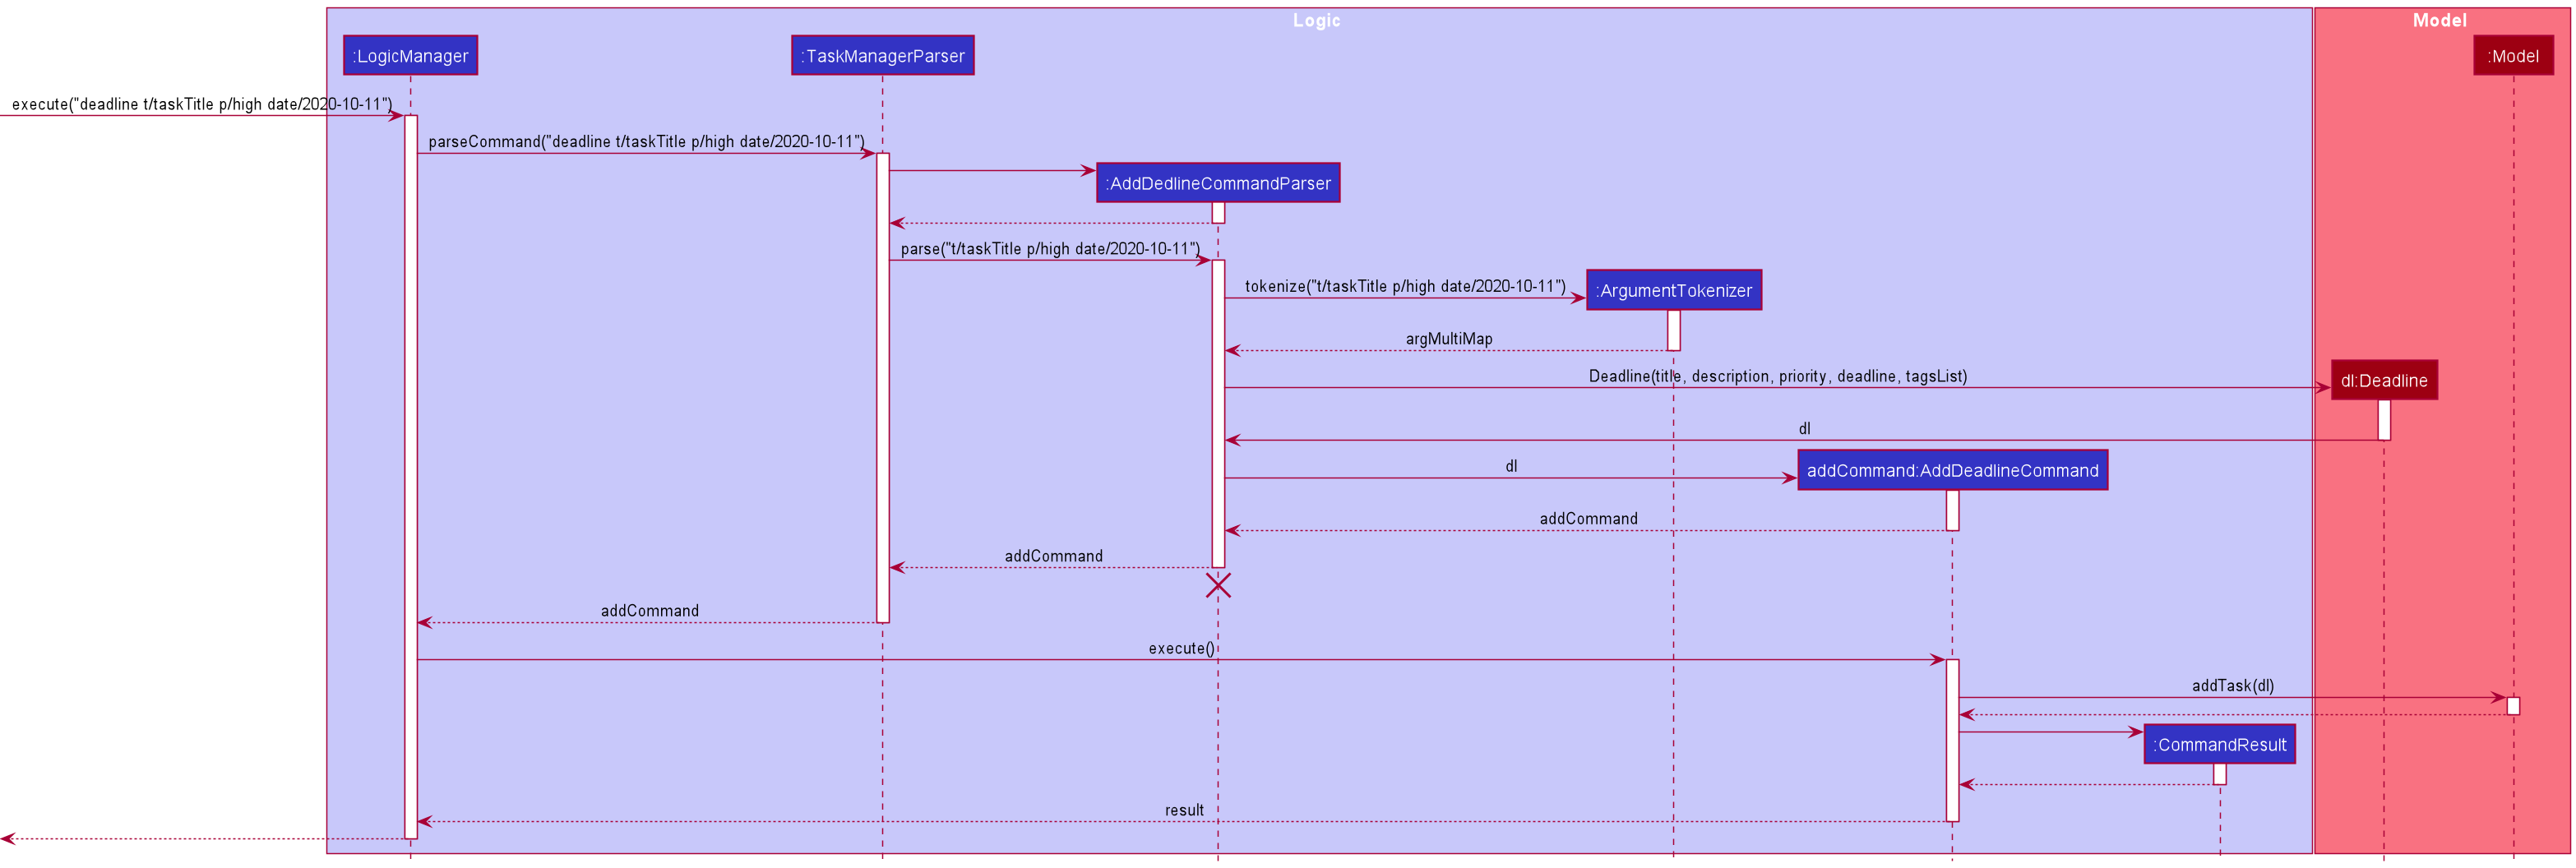 Logic
Model
:LogicManager
:TaskManagerParser
:Model
execute("deadline t/taskTitle p/high date/2020-10-11")
parseCommand("deadline t/taskTitle p/high date/2020-10-11")
:AddDedlineCommandParser
parse("t/taskTitle p/high date/2020-10-11")
tokenize("t/taskTitle p/high date/2020-10-11")
:ArgumentTokenizer
argMultiMap
Deadline(title, description, priority, deadline, tagsList)
dl:Deadline
dl
dl
addCommand:AddDeadlineCommand
addCommand
addCommand
addCommand
execute()
addTask(dl)
:CommandResult
result